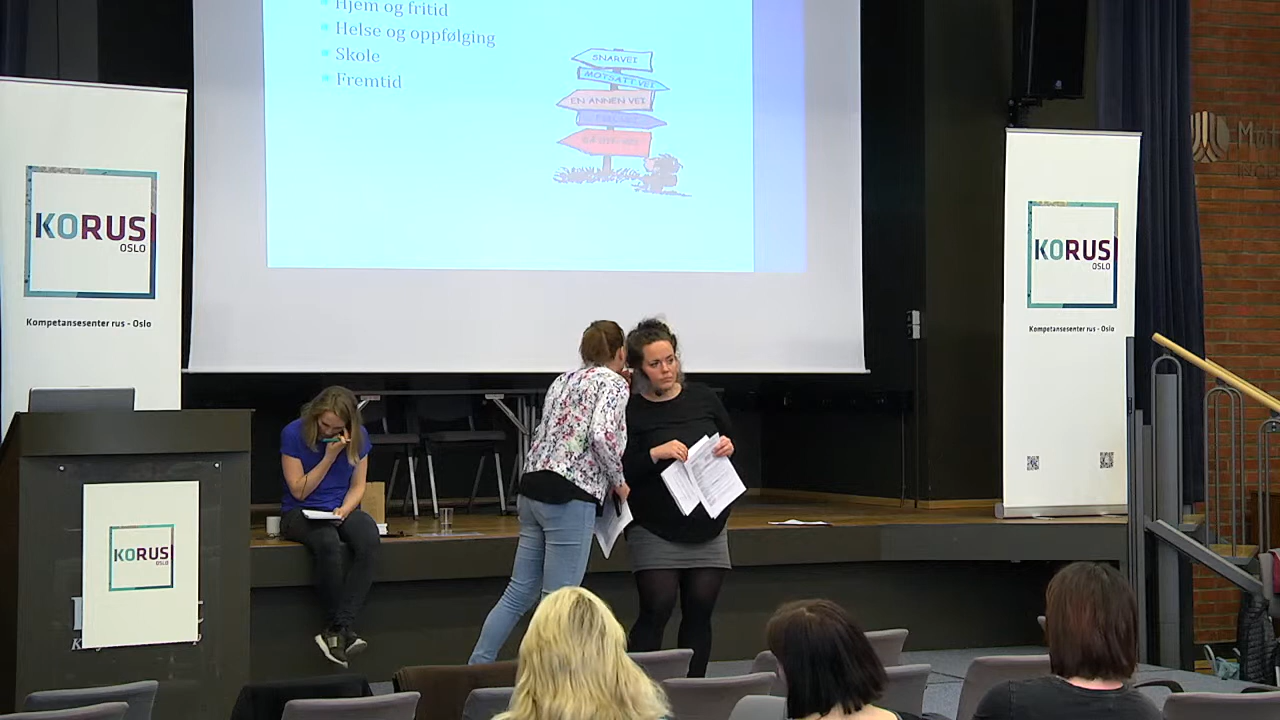 Hjem og fritid
Helse og oppfølging
Skole
Fremtid
SNARVEI
MOTSATT VEI
EN ANNEN VEI
KORUS
OSLO
Kompetansesenter rus - Oslo
KORUS
OSLO
Kompetansesenter rus - Oslo
KORUS
OSLO